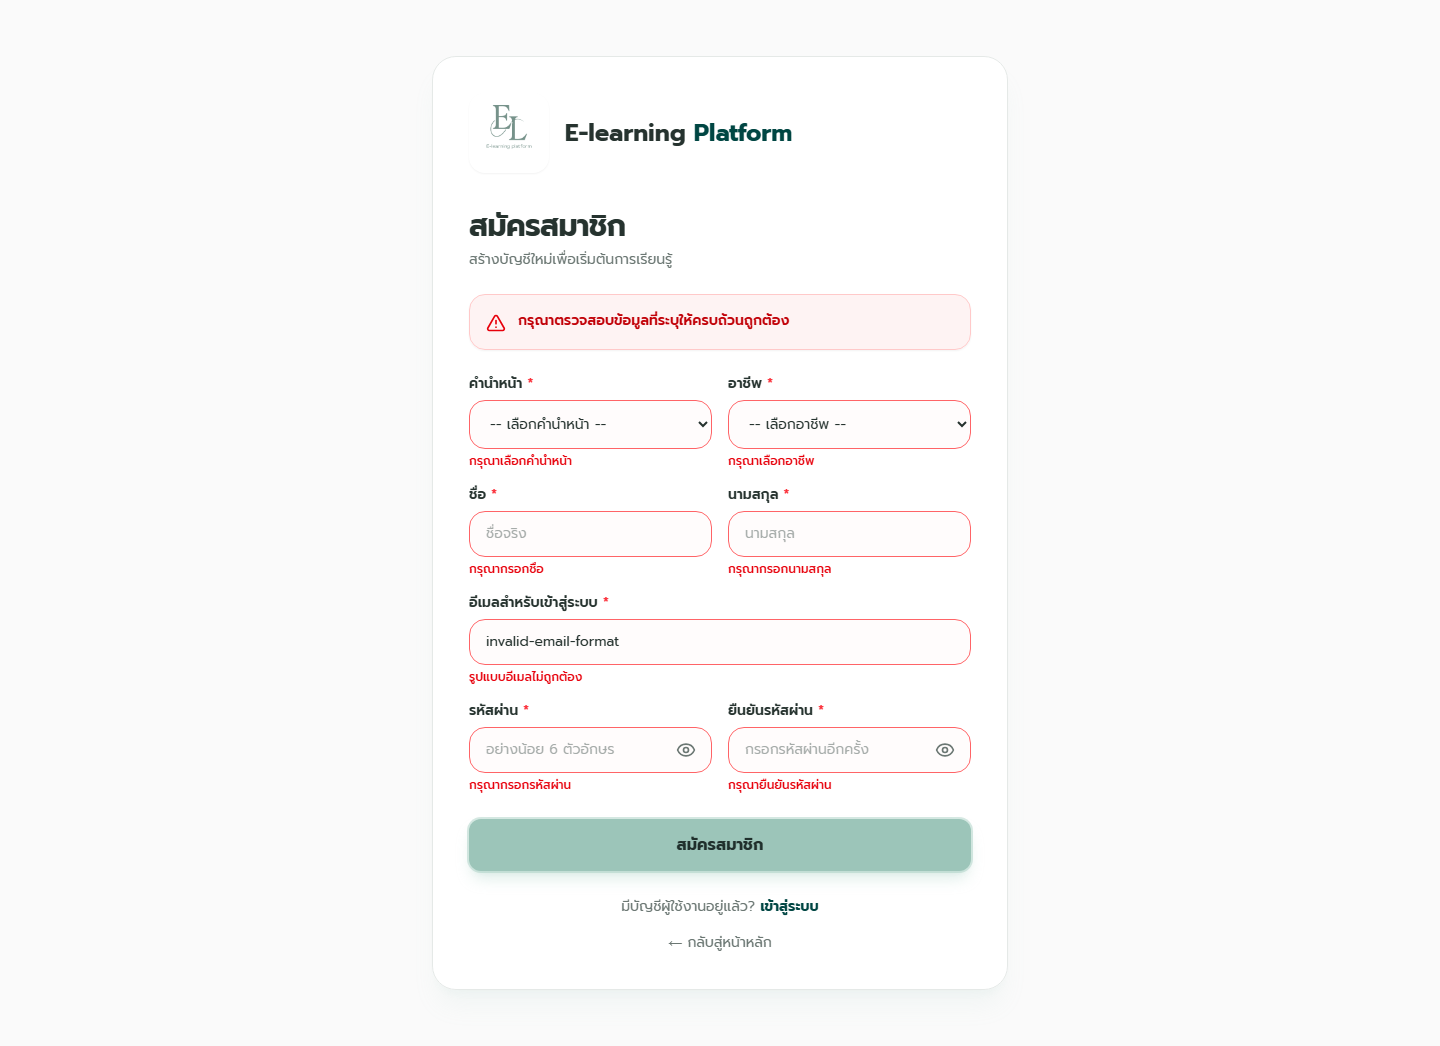 EL
E-learning platform
E-learning Platform
สมัครสมาชิก
สร้างบัญชีใหม่เพื่อเริ่มต้นการเรียนรู้
กรุณาตรวจสอบข้อมูลที่ระบุให้ครบถ้วนถูกต้อง
คำนำหน้า * อาชีพ *
-- เลือกคำนำหน้า -- -- เลือกอาชีพ --
กรุณาเลือกคำนำหน้า กรุณาเลือกอาชีพ
ชื่อ * นามสกุล *
ชื่อจริง นามสกุล
กรุณากรอกชื่อ กรุณากรอกนามสกุล
อีเมลสำหรับเข้าสู่ระบบ *
invalid-email-format
รูปแบบอีเมลไม่ถูกต้อง
รหัสผ่าน * ยืนยันรหัสผ่าน *
อย่างน้อย 6 ตัวอักษร กรอกรหัสผ่านอีกครั้ง
กรุณากรอกรหัสผ่าน กรุณายืนยันรหัสผ่าน
สมัครสมาชิก
มีบัญชีผู้ใช้งานอยู่แล้ว? เข้าสู่ระบบ
← กลับสู่หน้าหลัก